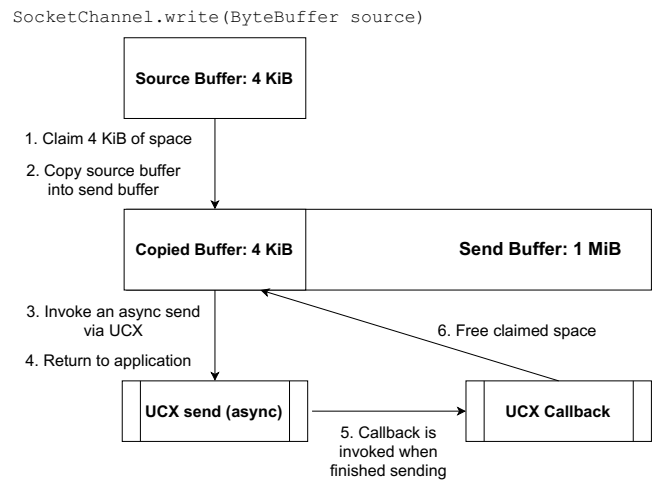 SocketChannel.write(ByteBuffer source)
Source Buffer: 4 KiB
1. Claim 4 KiB of space
2. Copy source buffer
into send buffer
Copied Buffer: 4 KiB
Send Buffer: 1 MiB
3. Invoke an async send
via UCX
4. Return to application
6. Free claimed space
UCX send (async)
UCX Callback
5. Callback is
invoked when
finished sending